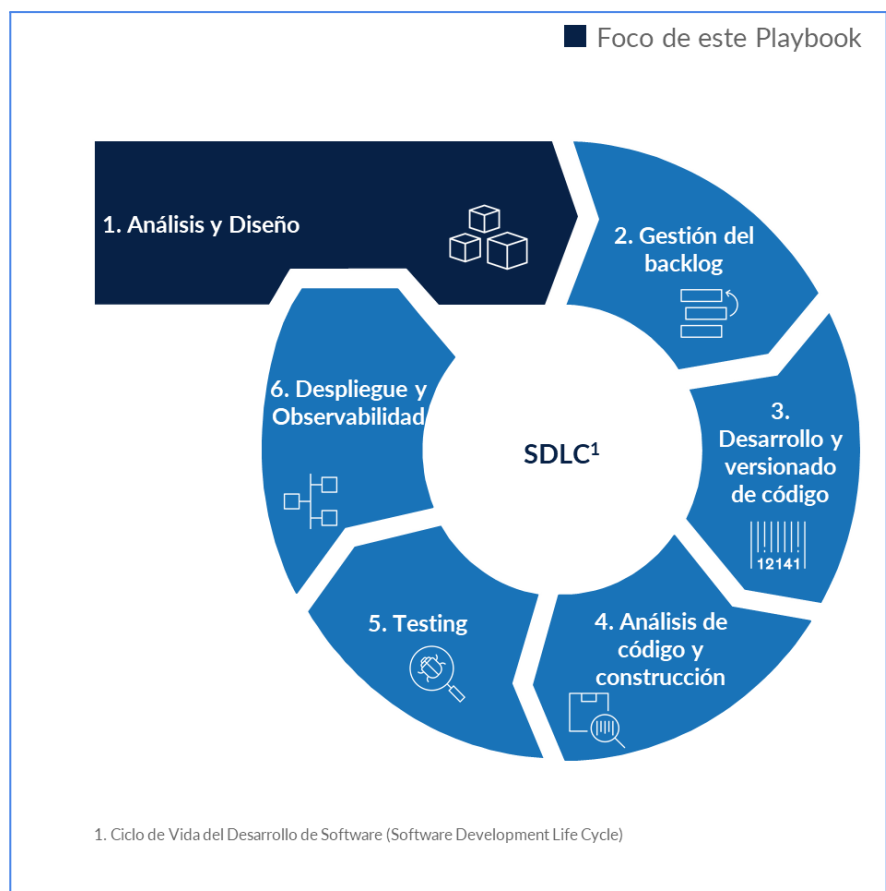 Foco de este Playbook
1. Análisis y Diseño
2. Gestión del
backlog
3.
Desarrollo y
versionado
de código
12141
4. Análisis de
código y
construcción
5. Testing
6. Despliegue y
Observabilidad
SDLC¹
1. Ciclo de Vida del Desarrollo de Software (Software Development Life Cycle)